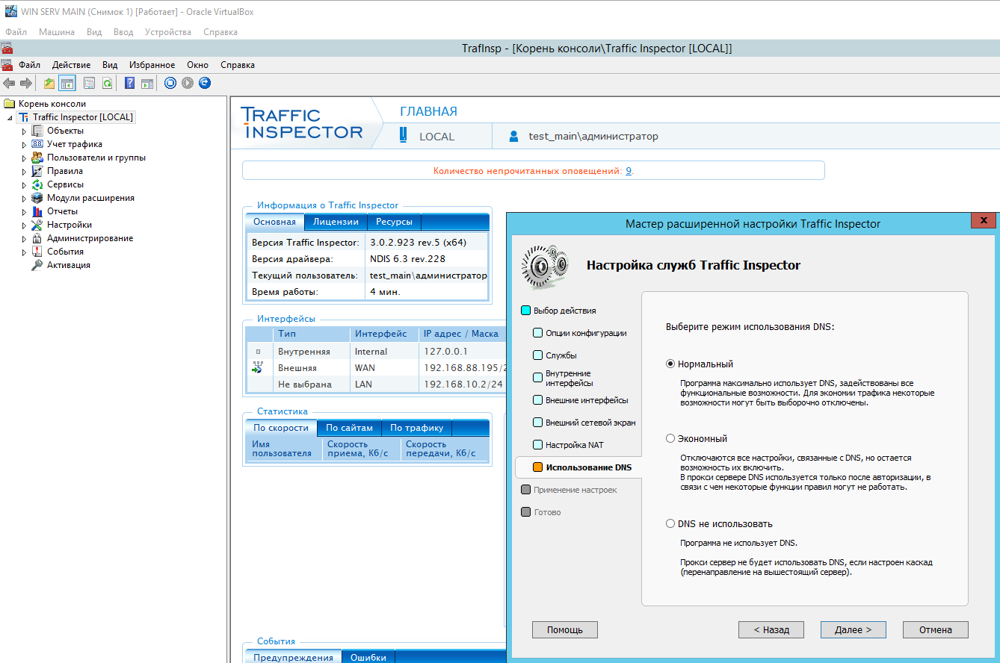 WIN SERV MAIN (Снимок 1) [Работает] - Oracle VirtualBox
Файл Машина Вид Ввод Устройства Справка
TrafInsp - [Корень консоли\Traffic Inspector [LOCAL]]
Файл Действие Вид Избранное Окно Справка
Корень консоли
Traffic Inspector [LOCAL]
Объекты
Учет трафика
Пользователи и группы
Правила
Сервисы
Модули расширения
Отчеты
Настройки
Администрирование
События
Активация
TRAFFIC
INSPECTOR
ГЛАВНАЯ
LOCAL
test_main\администратор
Количество непрочитанных оповещений: 9.
Информация о Traffic Inspector
Основная Лицензии Ресурсы
Версия Traffic Inspector: 3.0.2.923 rev.5 (x64)
Версия драйвера: NDIS 6.3 rev.228
Текущий пользователь: test_main\администратор
Время работы: 4 мин.
Интерфейсы
Тип Интерфейс IP адрес / Маска
Внутренняя Internal 127.0.0.1
Внешняя WAN 192.168.88.195/2
Не выбрана LAN 192.168.10.2/24
Статистика
По скорости По сайтам По трафику
Имя пользователя Скорость приема, Кб/с Скорость передачи, Кб/с
События
Предупреждения Ошибки
Мастер расширенной настройки Traffic Inspector
x
Настройка служб Traffic Inspector
Выбор действия
Опции конфигурации
Службы
Внутренние
интерфейсы
Внешние интерфейсы
Внешний сетевой экран
Настройка NAT
Использование DNS
Применение настроек
Готово
Выберите режим использования DNS:
Нормальный
Программа максимально использует DNS, задействованы все
функциональные возможности. Для экономии трафика некоторые
возможности могут быть выборочно отключены.
Экономный
Отключаются все настройки, связанные с DNS, но остается
возможность их включить.
В прокси сервере DNS используется только после авторизации, в
связи с чем некоторые функции правил могут не работать.
DNS не использовать
Программа не использует DNS.
Прокси сервер не будет использовать DNS, если настроен каскад
(перенаправление на вышестоящий сервер).
Помощь < Назад Далее > Отмена